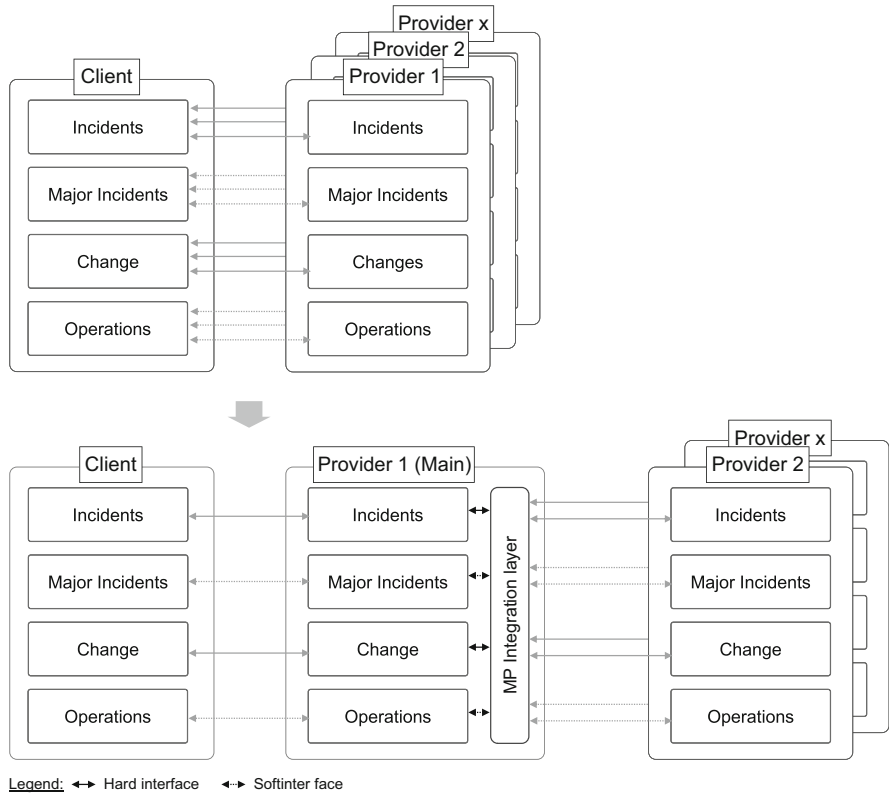 Provider x
Provider 2
Client
Provider 1
Incidents
Incidents
Major Incidents
Major Incidents
Change
Changes
Operations
Operations
Provider x
Client
Provider 1 (Main)
Provider 2
Incidents
Incidents
Incidents
Major Incidents
Major Incidents
Major Incidents
MP Integration layer
Change
Change
Change
Operations
Operations
Operations
Legend: Hard interface Softinter face